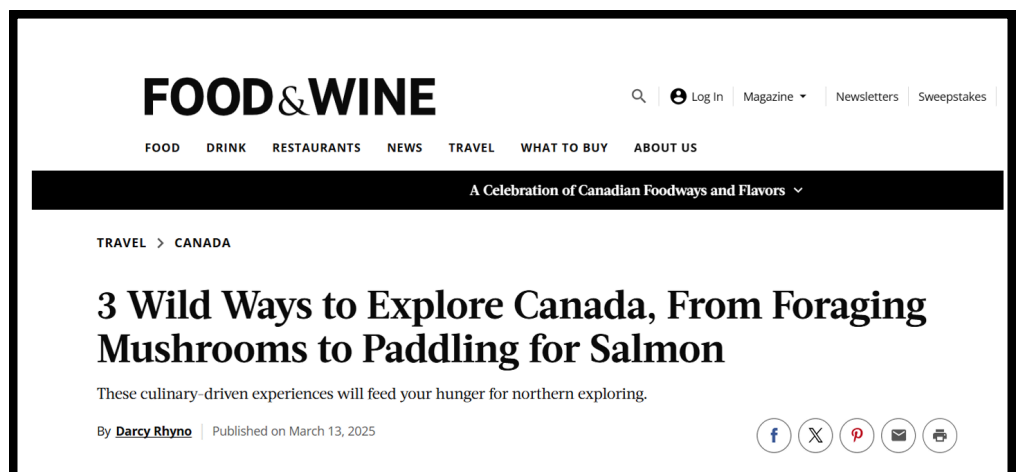 FOOD&WINE
Log In Magazine Newsletters Sweepstakes
FOOD DRINK RESTAURANTS NEWS TRAVEL WHAT TO BUY ABOUT US
A Celebration of Canadian Foodways and Flavors
TRAVEL > CANADA
3 Wild Ways to Explore Canada, From Foraging
Mushrooms to Paddling for Salmon
These culinary-driven experiences will feed your hunger for northern exploring.
By Darcy Rhyno Published on March 13, 2025